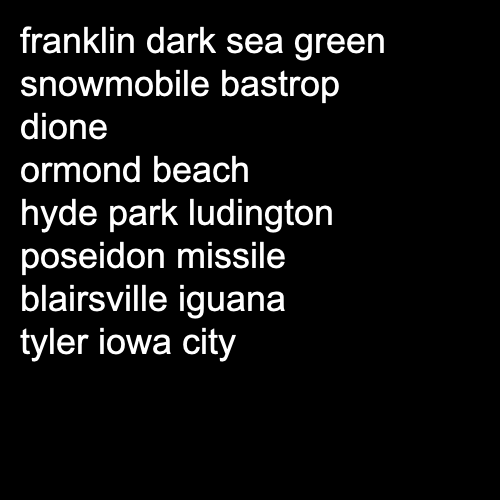 franklin dark sea green
snowmobile bastrop
dione
ormond beach
hyde park ludington
poseidon missile
blairsville iguana
tyler iowa city